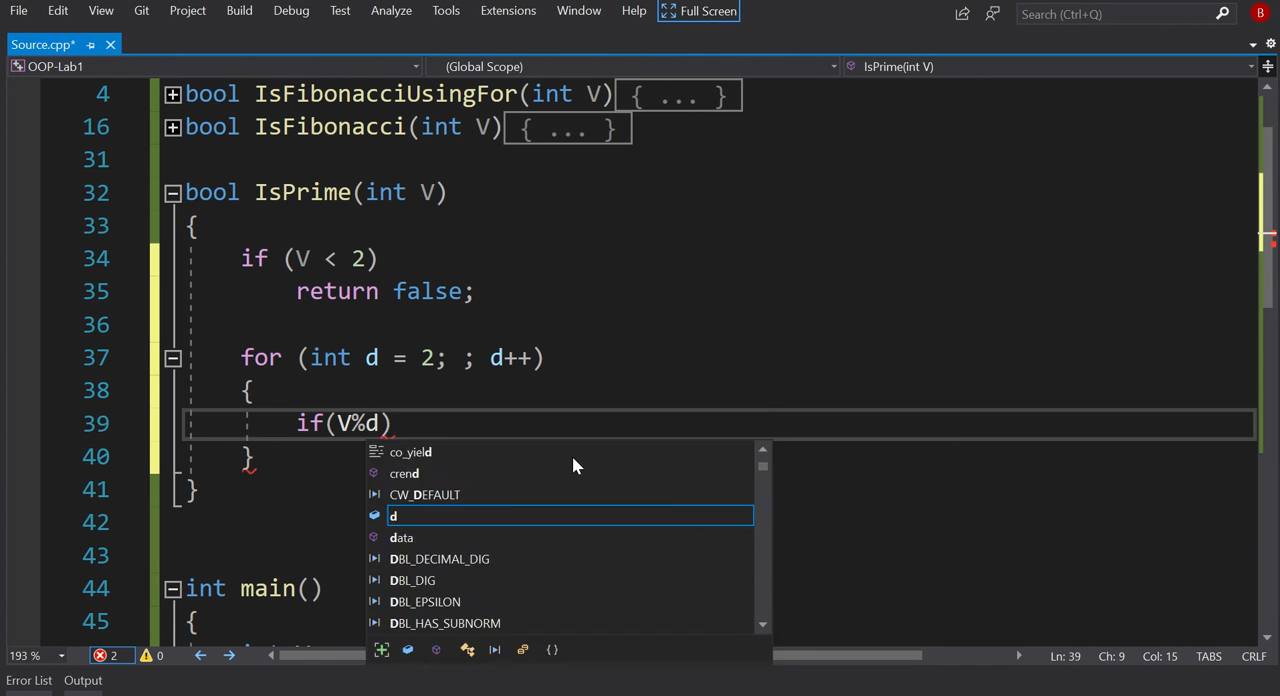 File Edit View Git Project Build Debug Test Analyze Tools Extensions Window Help Full Screen Search (Ctrl+Q) B
Source.cpp*
OOP-Lab1 (Global Scope) IsPrime(int V)
4 bool IsFibonacciUsingFor(int V) { ... }
16 bool IsFibonacci(int V) { ... }
31
32 bool IsPrime(int V)
33 {
34 if (V < 2)
35 return false;
36
37 for (int d = 2; ; d++)
38 {
39 if(V%d)
co_yield
40 }
crend
41 }
CW_DEFAULT
42
d
data
43
DBL_DECIMAL_DIG
44 int main()
DBL_DIG
DBL_EPSILON
45 {
DBL_HAS_SUBNORM
193 % 2 0 Ln: 39 Ch: 9 Col: 15 TABS CRLF
Error List Output